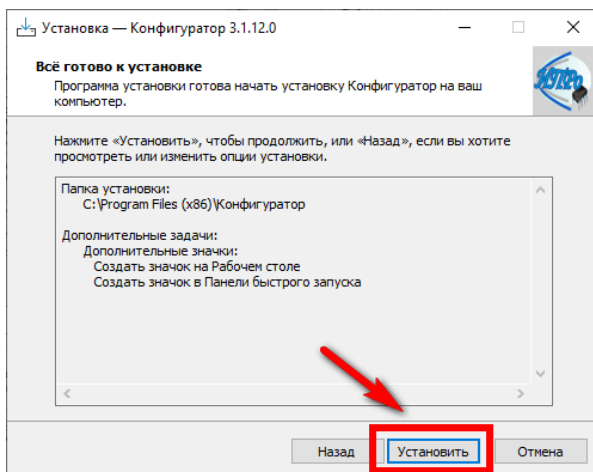 Установка — Конфигуратор 3.1.12.0
Всё готово к установке
Программа установки готова начать установку Конфигуратор на ваш
компьютер.
Нажмите «Установить», чтобы продолжить, или «Назад», если вы хотите
просмотреть или изменить опции установки.
Папка установки:
C:\Program Files (x86)\Конфигуратор
Дополнительные задачи:
Дополнительные значки:
Создать значок на Рабочем столе
Создать значок в Панели быстрого запуска
Назад Установить Отмена